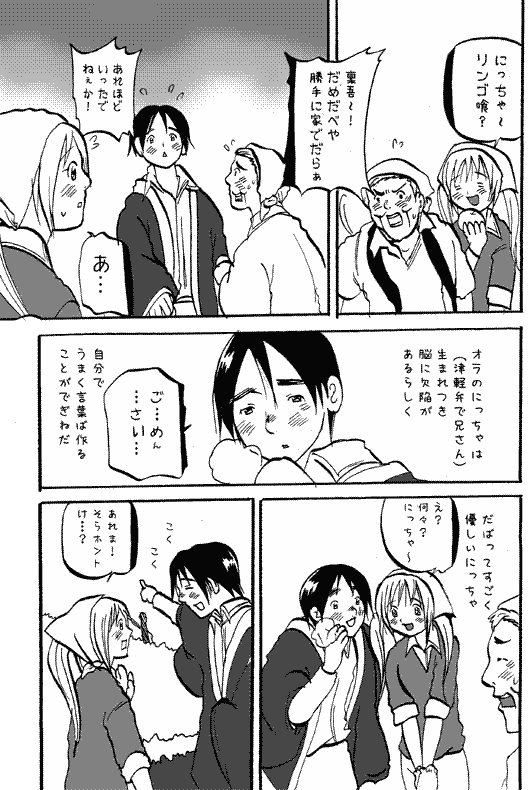 にっちゃ～
リンゴ喰？
裏吾～！
だめだべや
勝手に家でだらぁ
あれほど
いったで
ねぇか！
あ…
オラのにっちゃは
（津軽弁で兄さん）
生まれつき
脳に欠陥が
あるらしく
ご…めん
…さい…
自分で
うまく言葉ば作る
ことができねだ
だばってすごく
優しいにっちゃ
え？
何々？
にっちゃ～
こく
こく
あれま！
そらホント
け…？